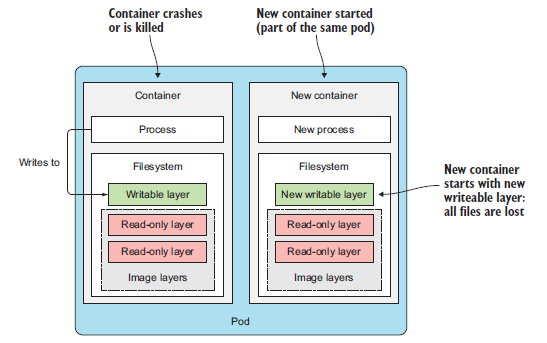 Container crashes
or is killed
New container started
(part of the same pod)
Container
New container
Process
New process
Writes to
Filesystem
Filesystem
Writable layer
New writable layer
Read-only layer
Read-only layer
Read-only layer
Read-only layer
Image layers
Image layers
New container
starts with new
writeable layer:
all files are lost
Pod